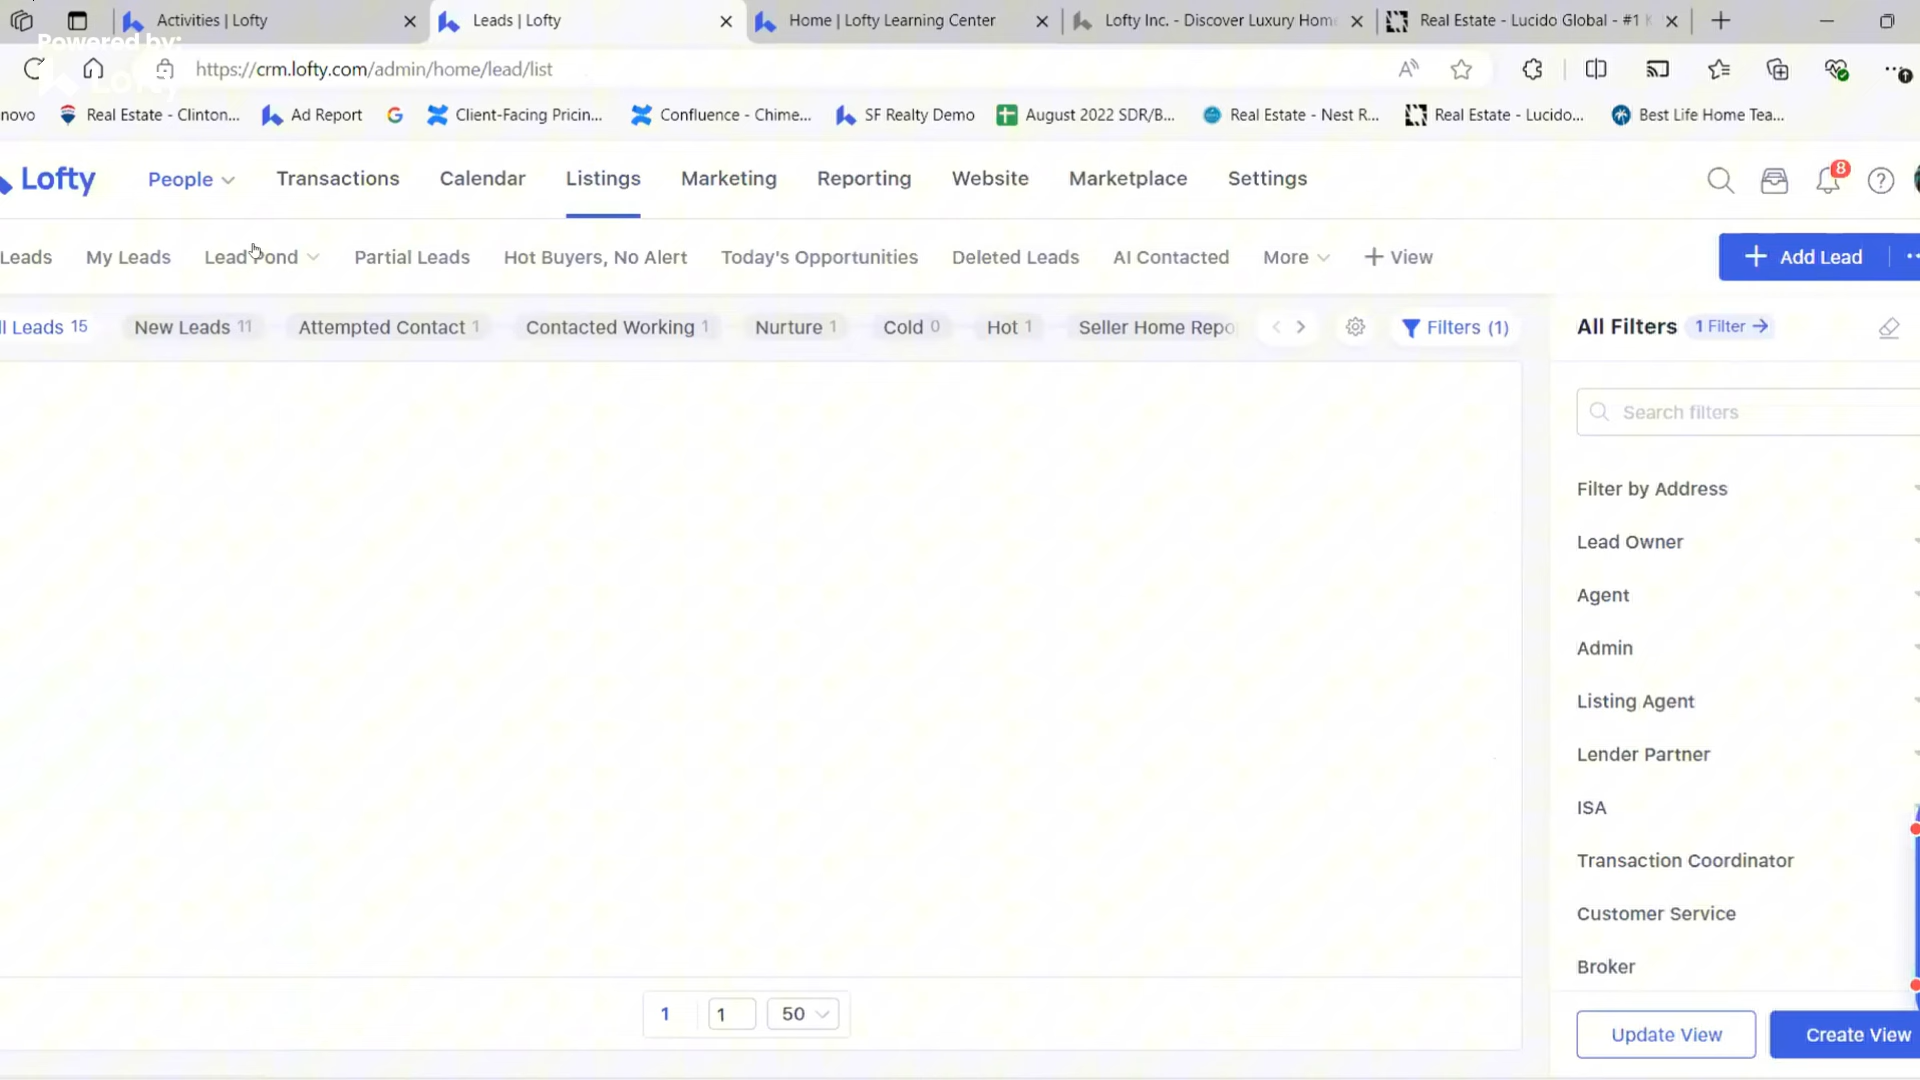 Activities | Lofty
Leads | Lofty
Home | Lofty Learning Center
Lofty Inc. - Discover Luxury Hom
Real Estate - Lucido Global - #1 K
Powered by:
Lofty
https://crm.lofty.com/admin/home/lead/list
novo
Real Estate - Clinton...
Ad Report
Client-Facing Pricin...
Confluence - Chime...
SF Realty Demo
August 2022 SDR/B...
Real Estate - Nest R...
Real Estate - Lucido...
Best Life Home Tea...
Lofty
People
Transactions
Calendar
Listings
Marketing
Reporting
Website
Marketplace
Settings
8
Leads
My Leads
Lead Pond
Partial Leads
Hot Buyers, No Alert
Today's Opportunities
Deleted Leads
AI Contacted
More
+ View
+ Add Lead
ll Leads 15
New Leads 11
Attempted Contact 1
Contacted Working 1
Nurture 1
Cold 0
Hot 1
Seller Home Repo
Filters (1)
All Filters
1 Filter →
Search filters
Filter by Address
Lead Owner
Agent
Admin
Listing Agent
Lender Partner
ISA
Transaction Coordinator
Customer Service
Broker
1
1
50
Update View
Create View